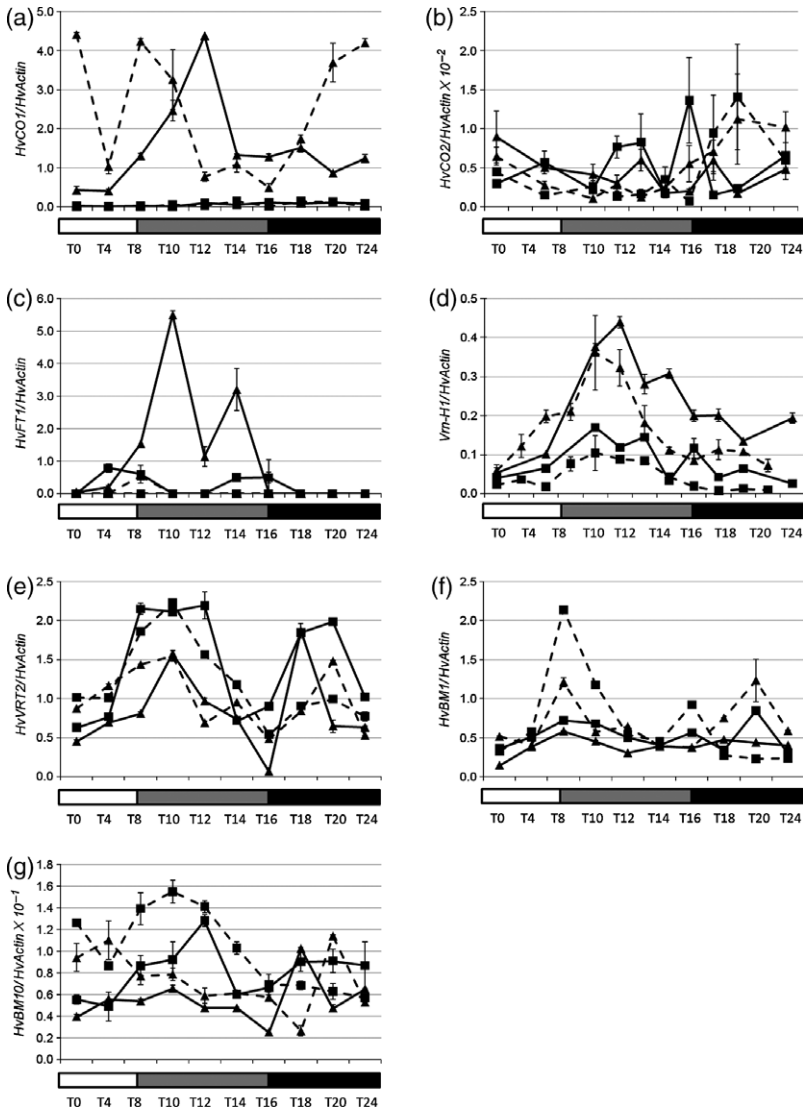 (a)
HvCO1/HvActin
5.0
4.0
3.0
2.0
1.0
0.0
T0 T4 T8 T10 T12 T14 T16 T18 T20 T24
(b)
HvCO2/HvActin X 10⁻²
2.5
2.0
1.5
1.0
0.5
0.0
T0 T4 T8 T10 T12 T14 T16 T18 T20 T24
(c)
HvFT1/HvActin
6.0
5.0
4.0
3.0
2.0
1.0
0.0
T0 T4 T8 T10 T12 T14 T16 T18 T20 T24
(d)
Vrn-H1/HvActin
0.5
0.4
0.3
0.2
0.1
0.0
T0 T4 T8 T10 T12 T14 T16 T18 T20 T24
(e)
HvVRT2/HvActin
2.5
2.0
1.5
1.0
0.5
0.0
T0 T4 T8 T10 T12 T14 T16 T18 T20 T24
(f)
HvBM1/HvActin
2.5
2.0
1.5
1.0
0.5
0.0
T0 T4 T8 T10 T12 T14 T16 T18 T20 T24
(g)
HvBM10/HvActin X 10⁻¹
1.8
1.6
1.4
1.2
1.0
0.8
0.6
0.4
0.2
0.0
T0 T4 T8 T10 T12 T14 T16 T18 T20 T24